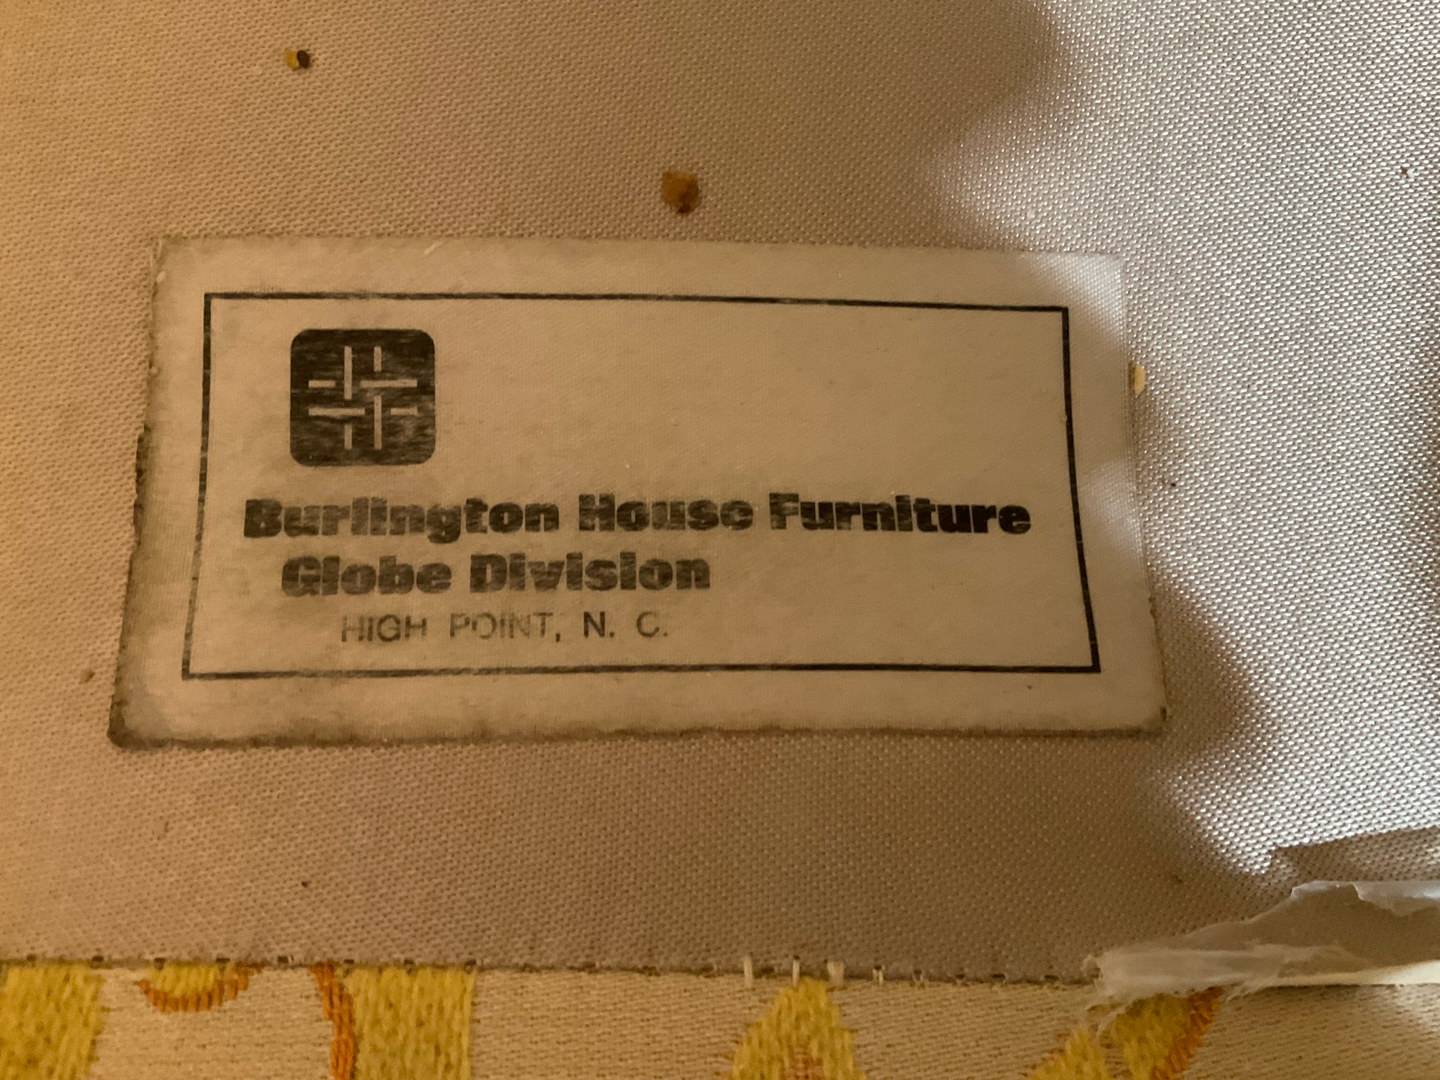 Burlington House Furniture
Globe Division
HIGH POINT, N. C.